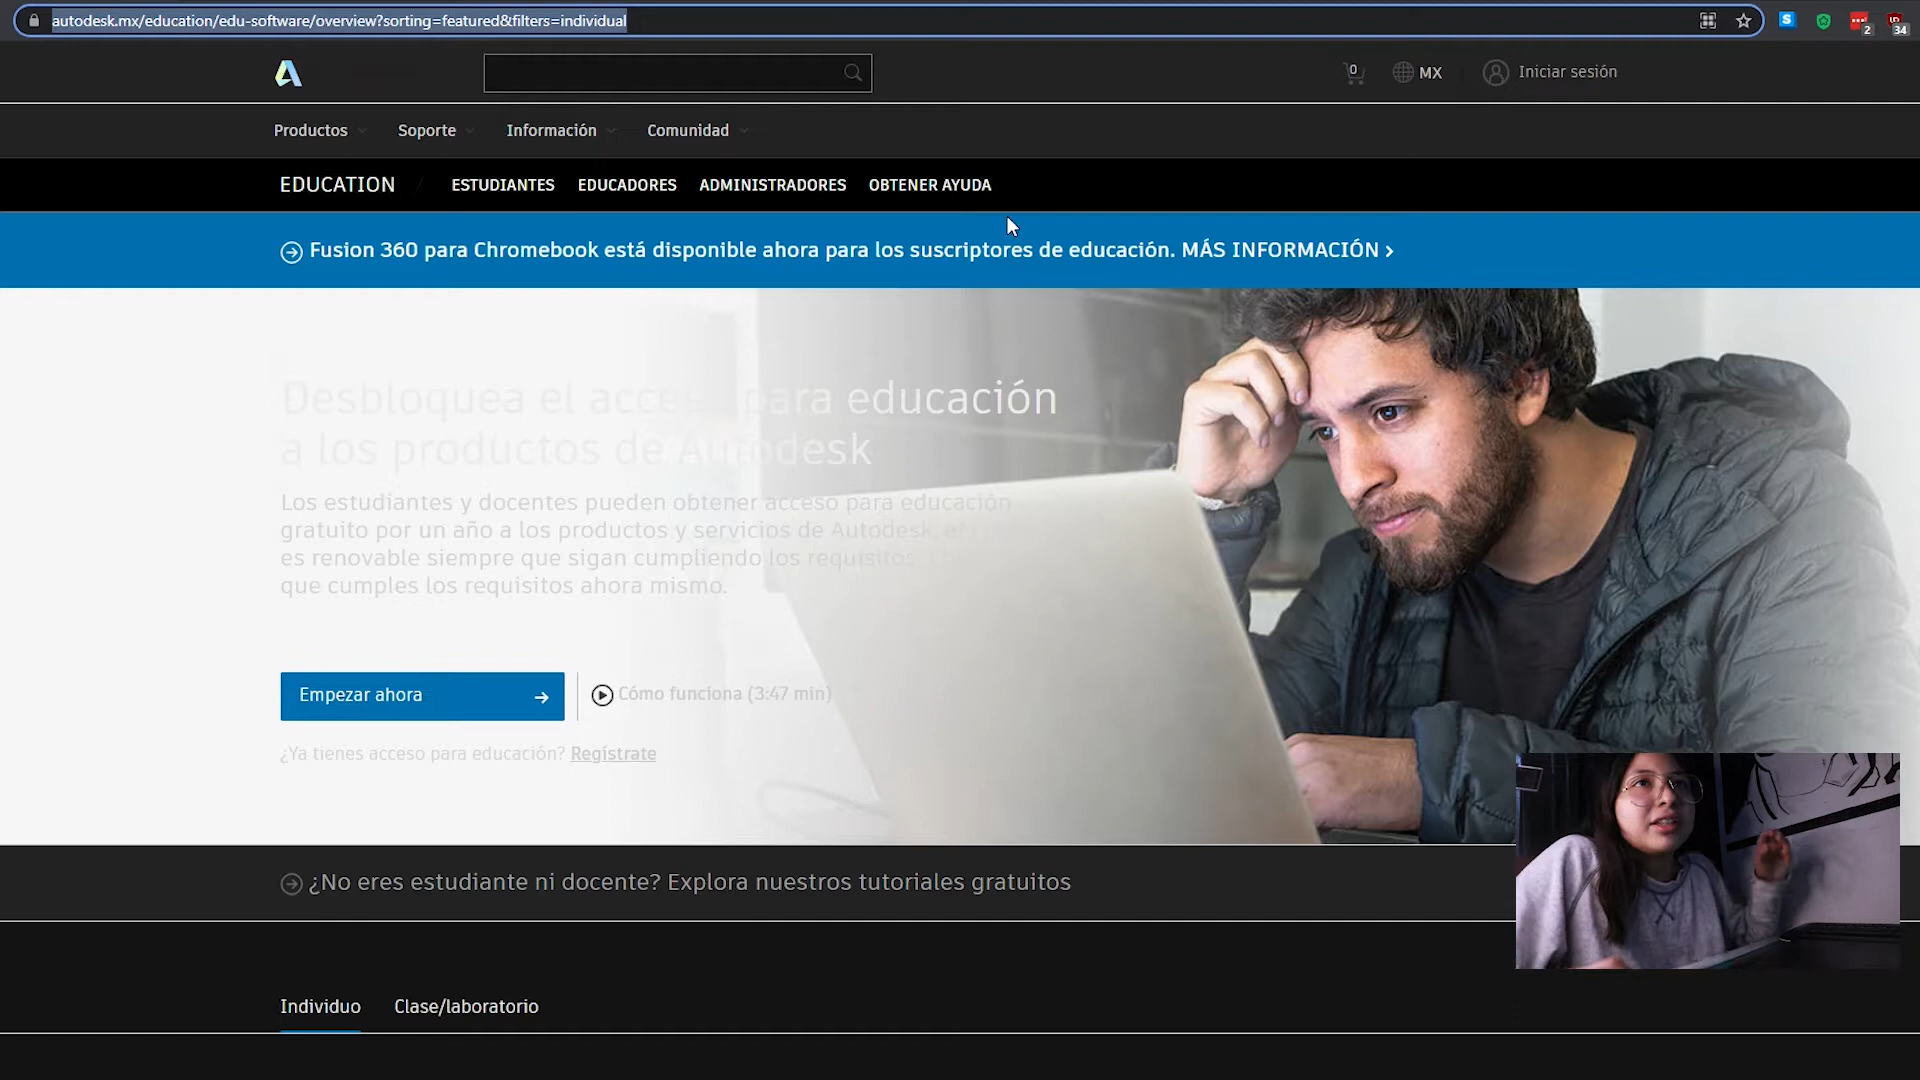 autodesk.mx/education/edu-software/overview?sorting=featured&filters=individual
2
34
0
MX
Iniciar sesión
Productos
Soporte
Información
Comunidad
EDUCATION
ESTUDIANTES
EDUCADORES
ADMINISTRADORES
OBTENER AYUDA
Fusion 360 para Chromebook está disponible ahora para los suscriptores de educación. MÁS INFORMACIÓN >
Desbloquea el acceso para educación
a los productos de Autodesk
Los estudiantes y docentes pueden obtener acceso para educación
gratuito por un año a los productos y servicios de Autodesk, el
es renovable siempre que sigan cumpliendo los requisitos.
que cumples los requisitos ahora mismo.
Empezar ahora
Cómo funciona (3:47 min)
¿Ya tienes acceso para educación? Regístrate
¿No eres estudiante ni docente? Explora nuestros tutoriales gratuitos
Individuo
Clase/laboratorio